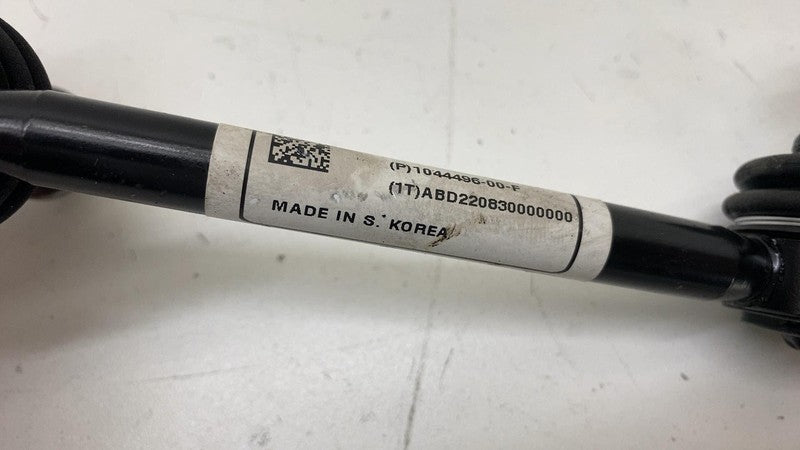 (P)1044496-00-F
(1T)ABD220830000000
MADE IN S. KOREA